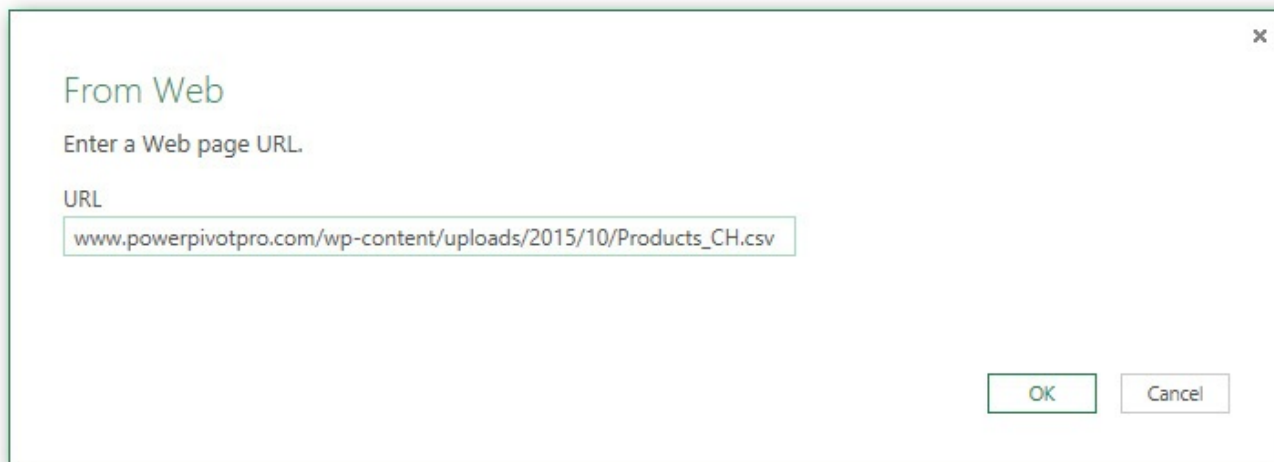 From Web
Enter a Web page URL.
URL
www.powerpivotpro.com/wp-content/uploads/2015/10/Products_CH.csv
OK Cancel